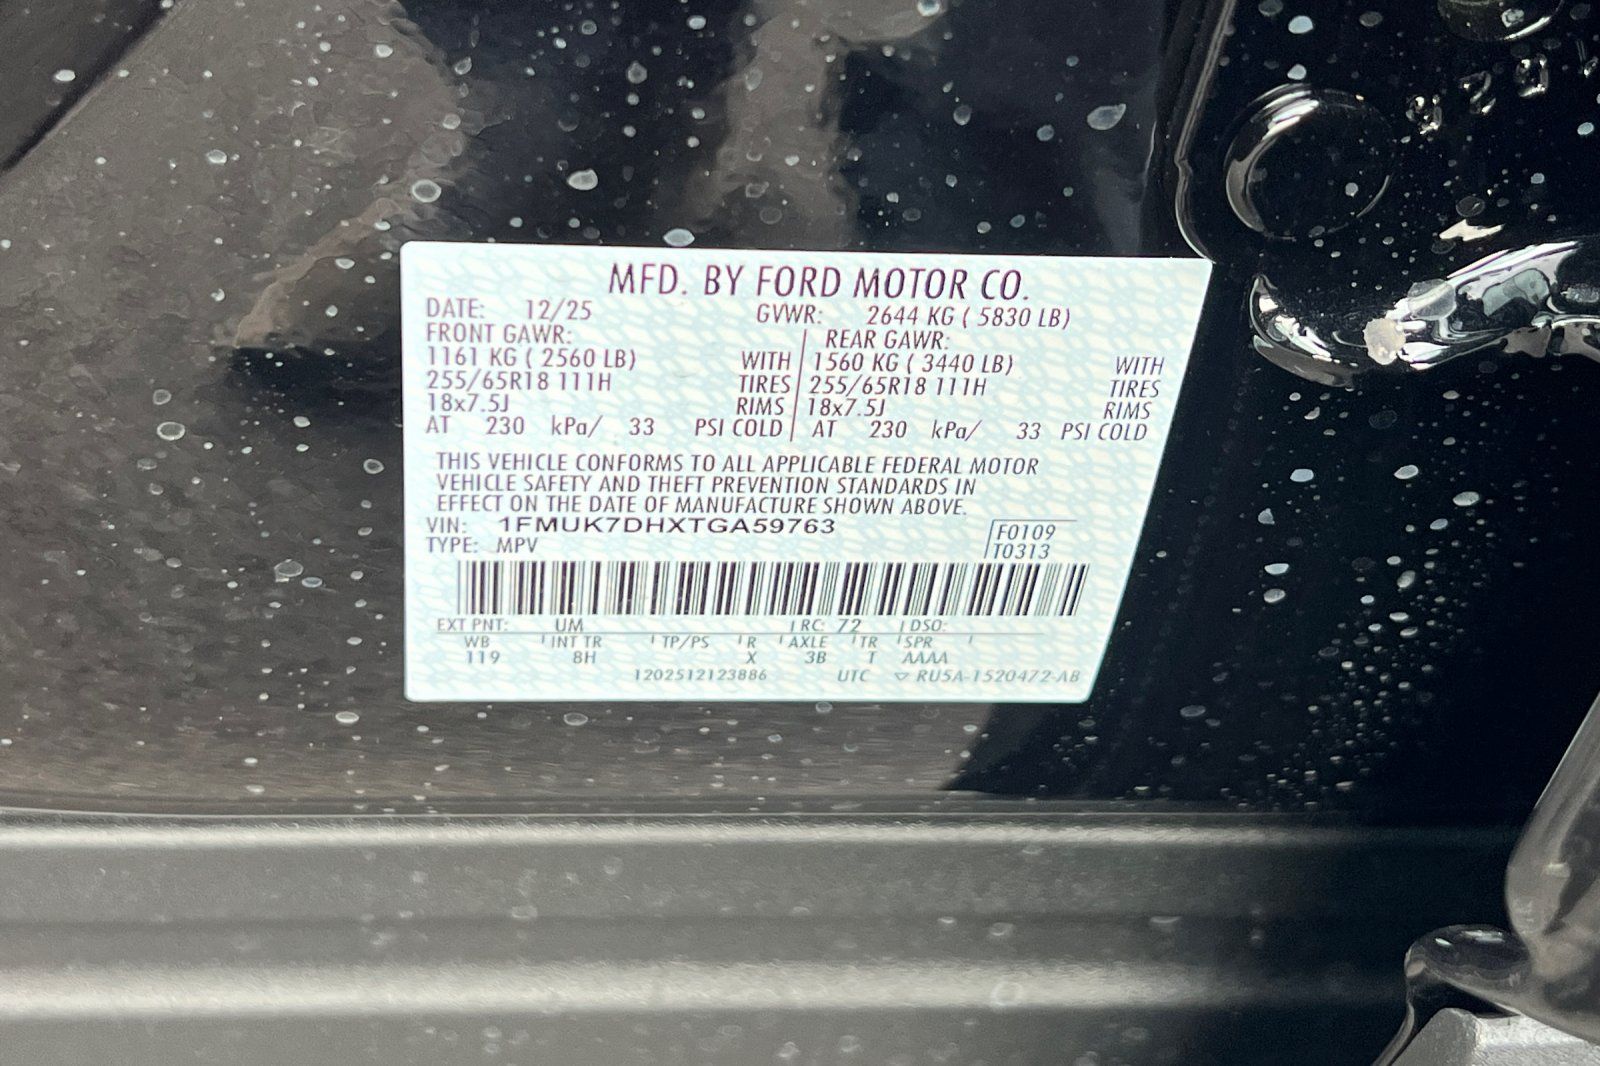 MFD. BY FORD MOTOR CO.
DATE: 12/25 GVWR: 2644 KG ( 5830 LB)
FRONT GAWR: REAR GAWR:
1161 KG ( 2560 LB) WITH 1560 KG ( 3440 LB) WITH
255/65R18 111H TIRES 255/65R18 111H TIRES
18x7.5J RIMS 18x7.5J RIMS
AT 230 kPa/ 33 PSI COLD AT 230 kPa/ 33 PSI COLD
THIS VEHICLE CONFORMS TO ALL APPLICABLE FEDERAL MOTOR
VEHICLE SAFETY AND THEFT PREVENTION STANDARDS IN
EFFECT ON THE DATE OF MANUFACTURE SHOWN ABOVE.
VIN: 1FMUK7DHXTGA59763 F0109
TYPE: MPV T0313
EXT PNT: UM RC: 72 DSO:
WB INT TR TP/PS R AXLE TR SPR
119 8H X 3B T AAAA
1202512123886 UTC ▽ RU5A-1520472-AB